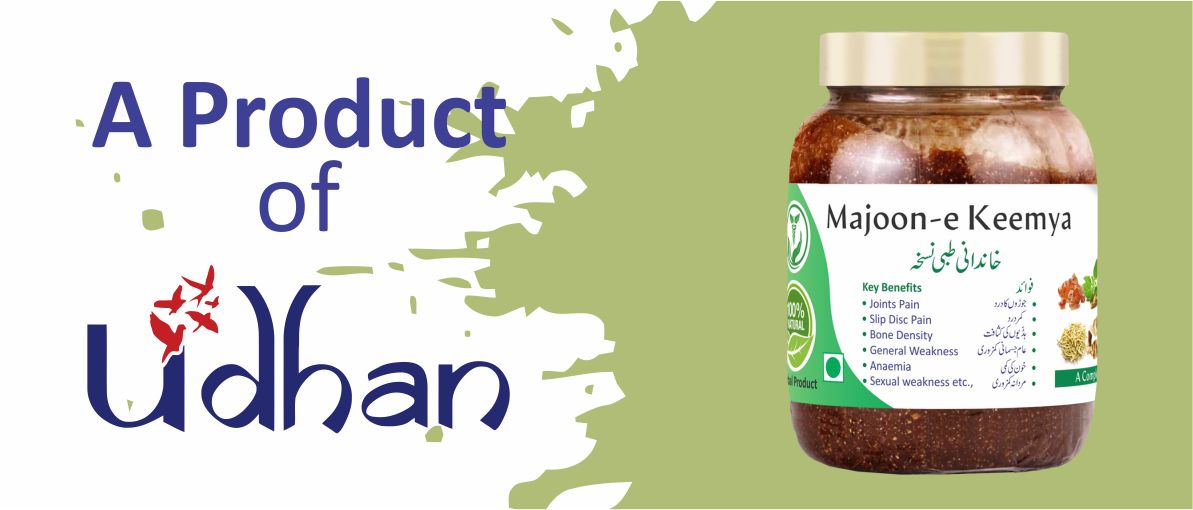 A Product
of
Udhan
Majoon-e Keemya
خاندانی طبی نسخہ
Key Benefits
• Joints Pain
• Slip Disc Pain
• Bone Density
• General Weakness
• Anaemia
• Sexual weakness etc.,
فوائد
• جوڑوں کا درد
• کمر درد
• ہڈیوں کی کثافت
• عام جسمانی کمزوری
• خون کی کمی
• مردانہ کمزوری
100%
NATURAL
Product
A